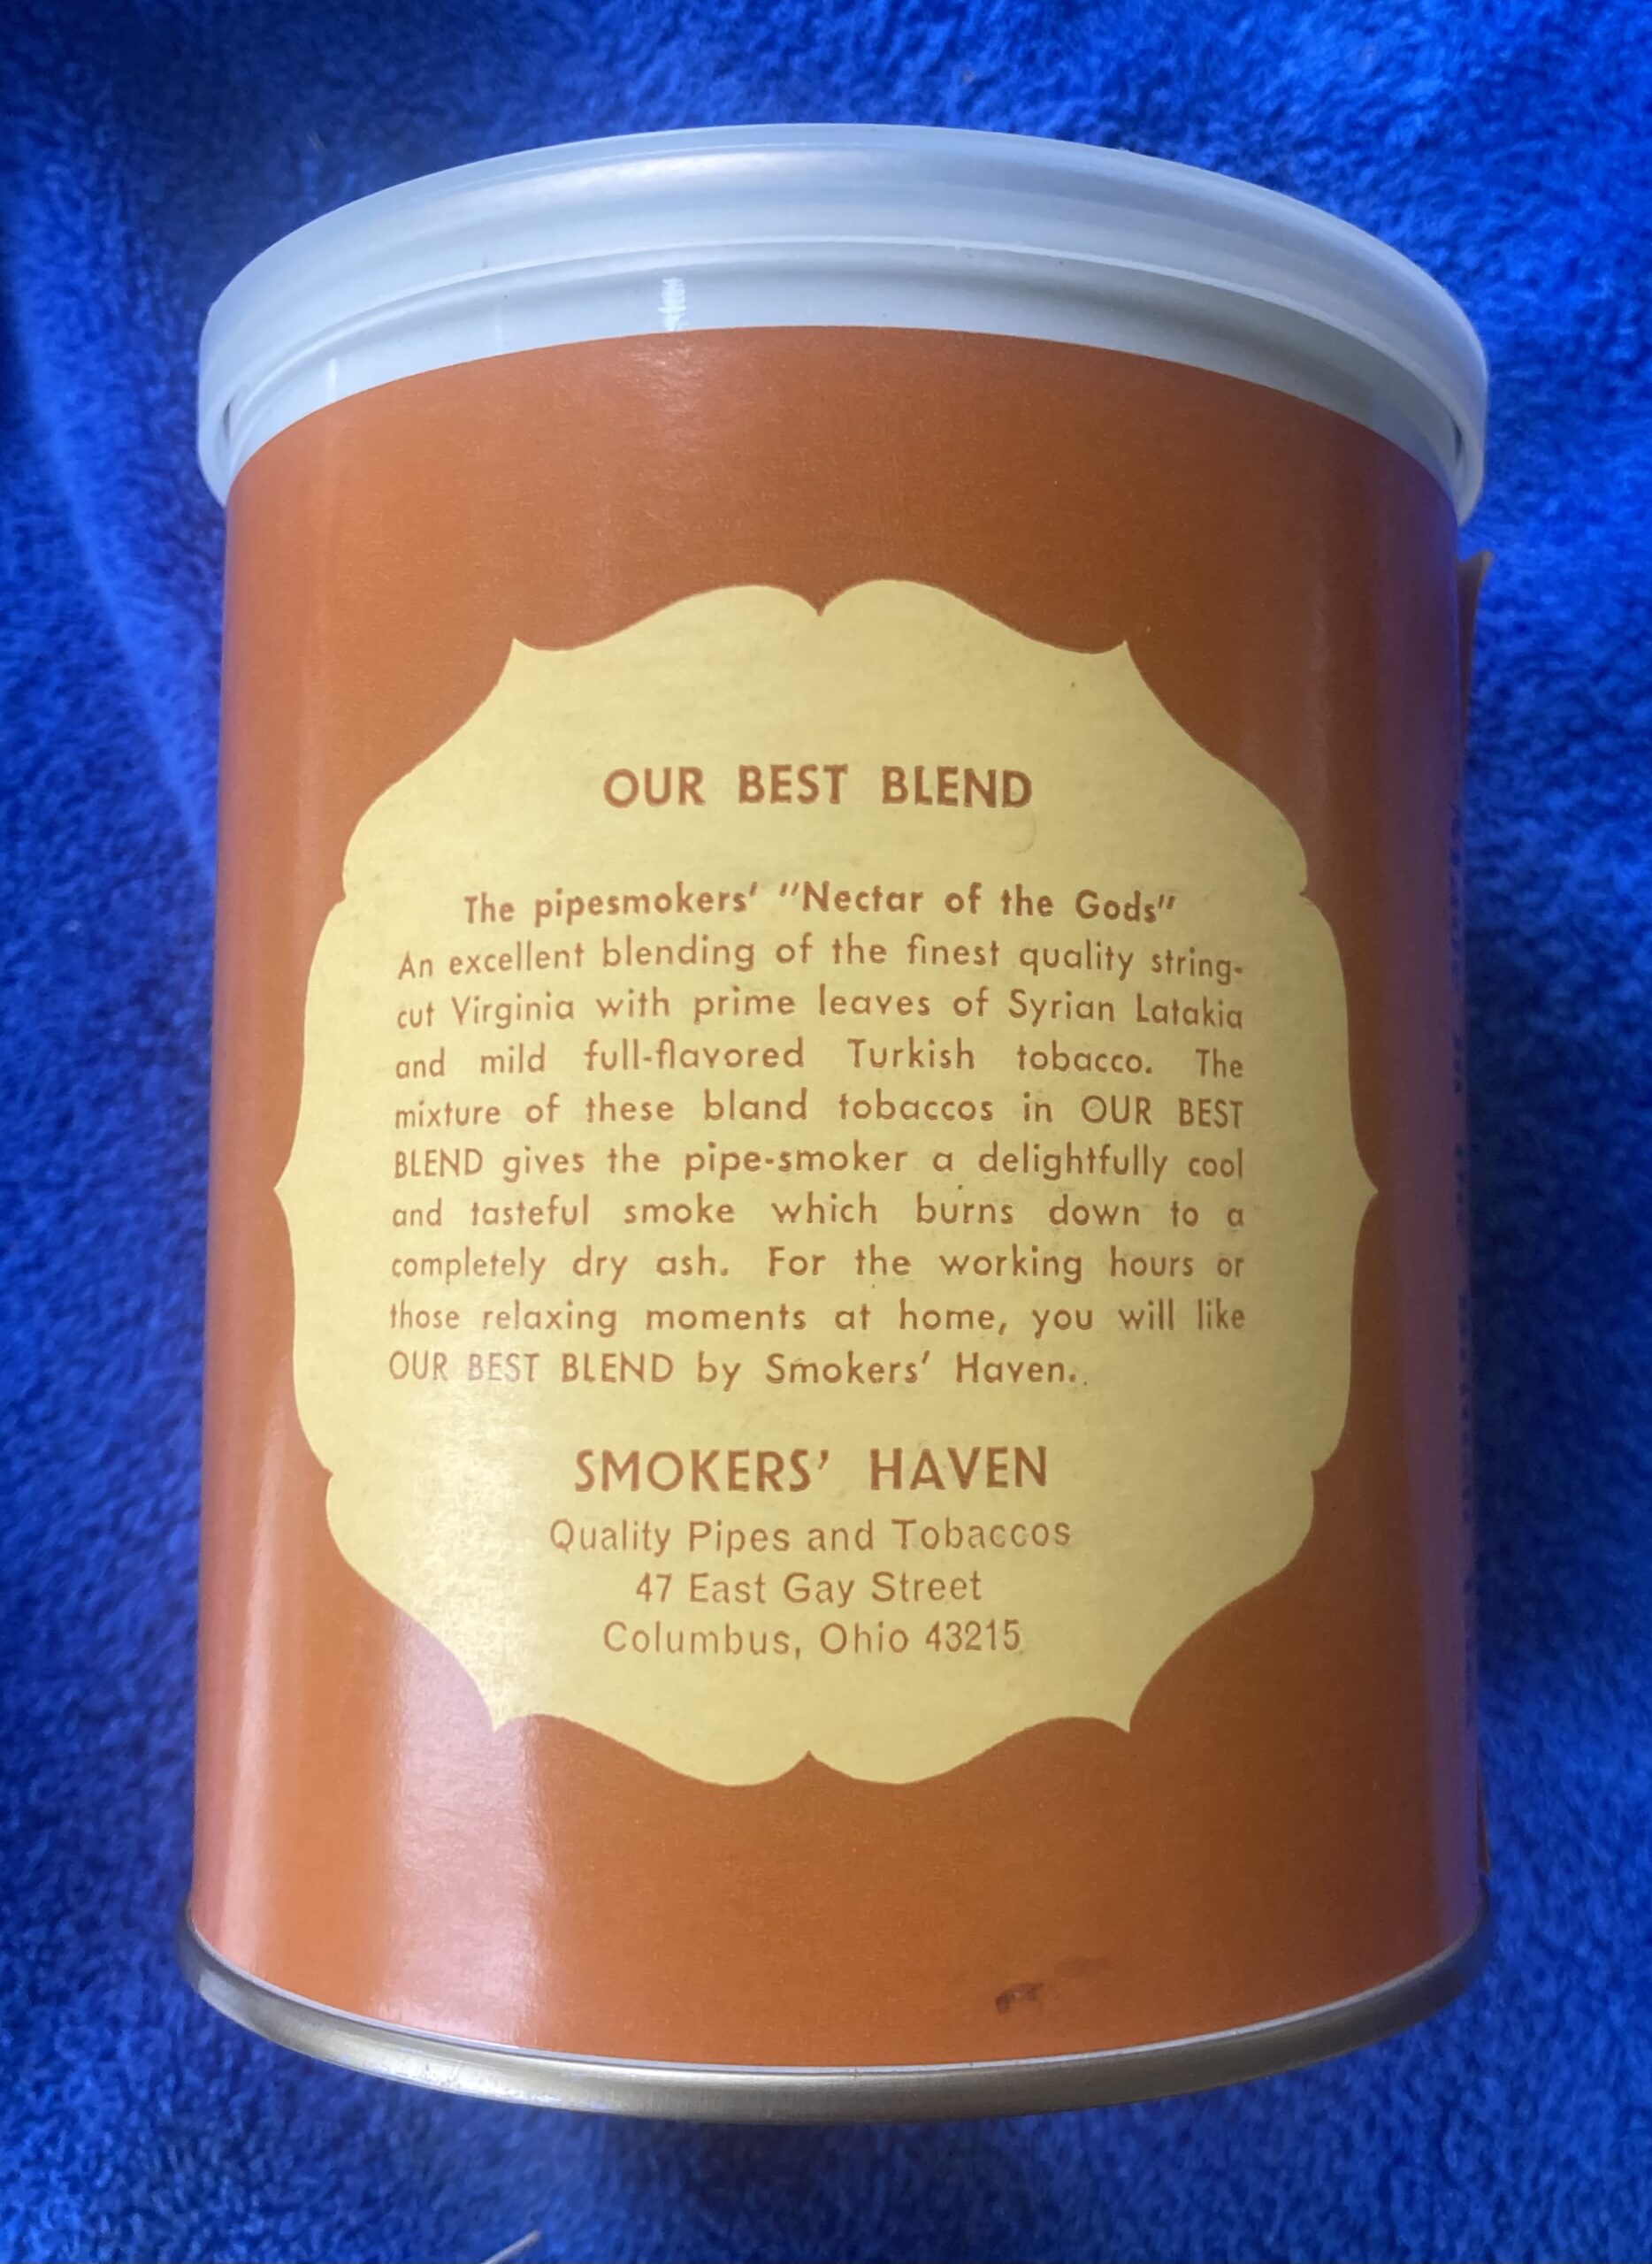 OUR BEST BLEND
The pipesmokers' "Nectar of the Gods"
An excellent blending of the finest quality string-
cut Virginia with prime leaves of Syrian Latakia
and mild full-flavored Turkish tobacco. The
mixture of these bland tobaccos in OUR BEST
BLEND gives the pipe-smoker a delightfully cool
and tasteful smoke which burns down to a
completely dry ash. For the working hours or
those relaxing moments at home, you will like
OUR BEST BLEND by Smokers' Haven.
SMOKERS' HAVEN
Quality Pipes and Tobaccos
47 East Gay Street
Columbus, Ohio 43215